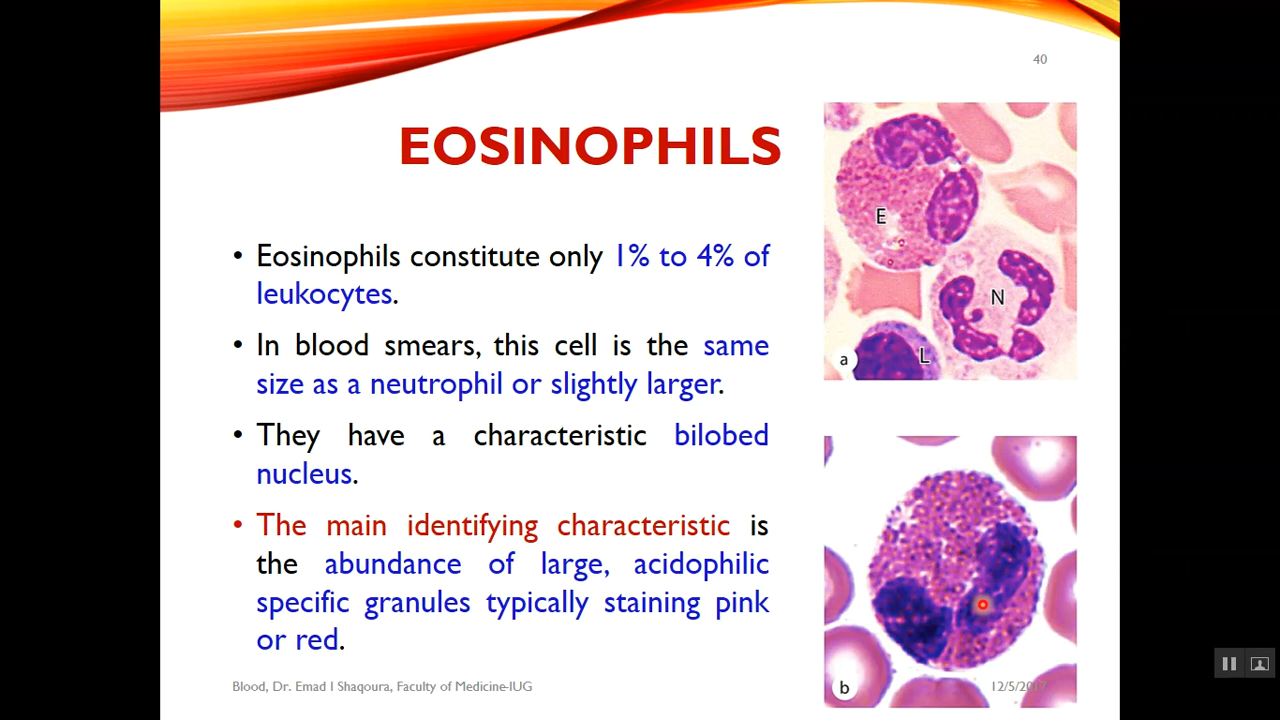 40
EOSINOPHILS
• Eosinophils constitute only 1% to 4% of
leukocytes.
• In blood smears, this cell is the same
size as a neutrophil or slightly larger.
• They have a characteristic bilobed
nucleus.
• The main identifying characteristic is
the abundance of large, acidophilic
specific granules typically staining pink
or red.
E
N
L
a
b
Blood, Dr. Emad I Shaqoura, Faculty of Medicine-IUG